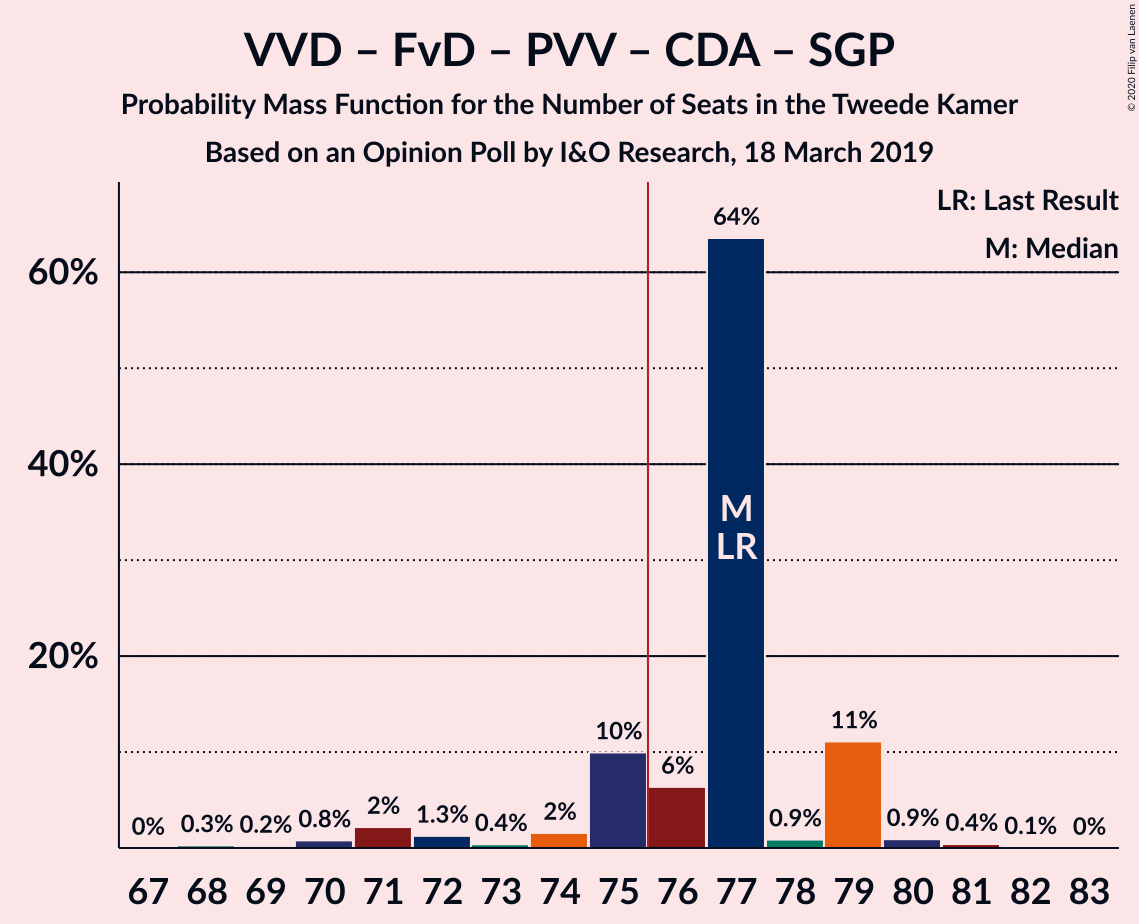 VVD – FvD – PVV – CDA – SGP
Probability Mass Function for the Number of Seats in the Tweede Kamer
Based on an Opinion Poll by I&O Research, 18 March 2019
© 2020 Filip van Laenen
LR: Last Result
M: Median
60%
40%
20%
0% 0.3% 0.2% 0.8% 2% 1.3% 0.4% 2% 10% 6% 64% 0.9% 11% 0.9% 0.4% 0.1% 0%
M
LR
67 68 69 70 71 72 73 74 75 76 77 78 79 80 81 82 83